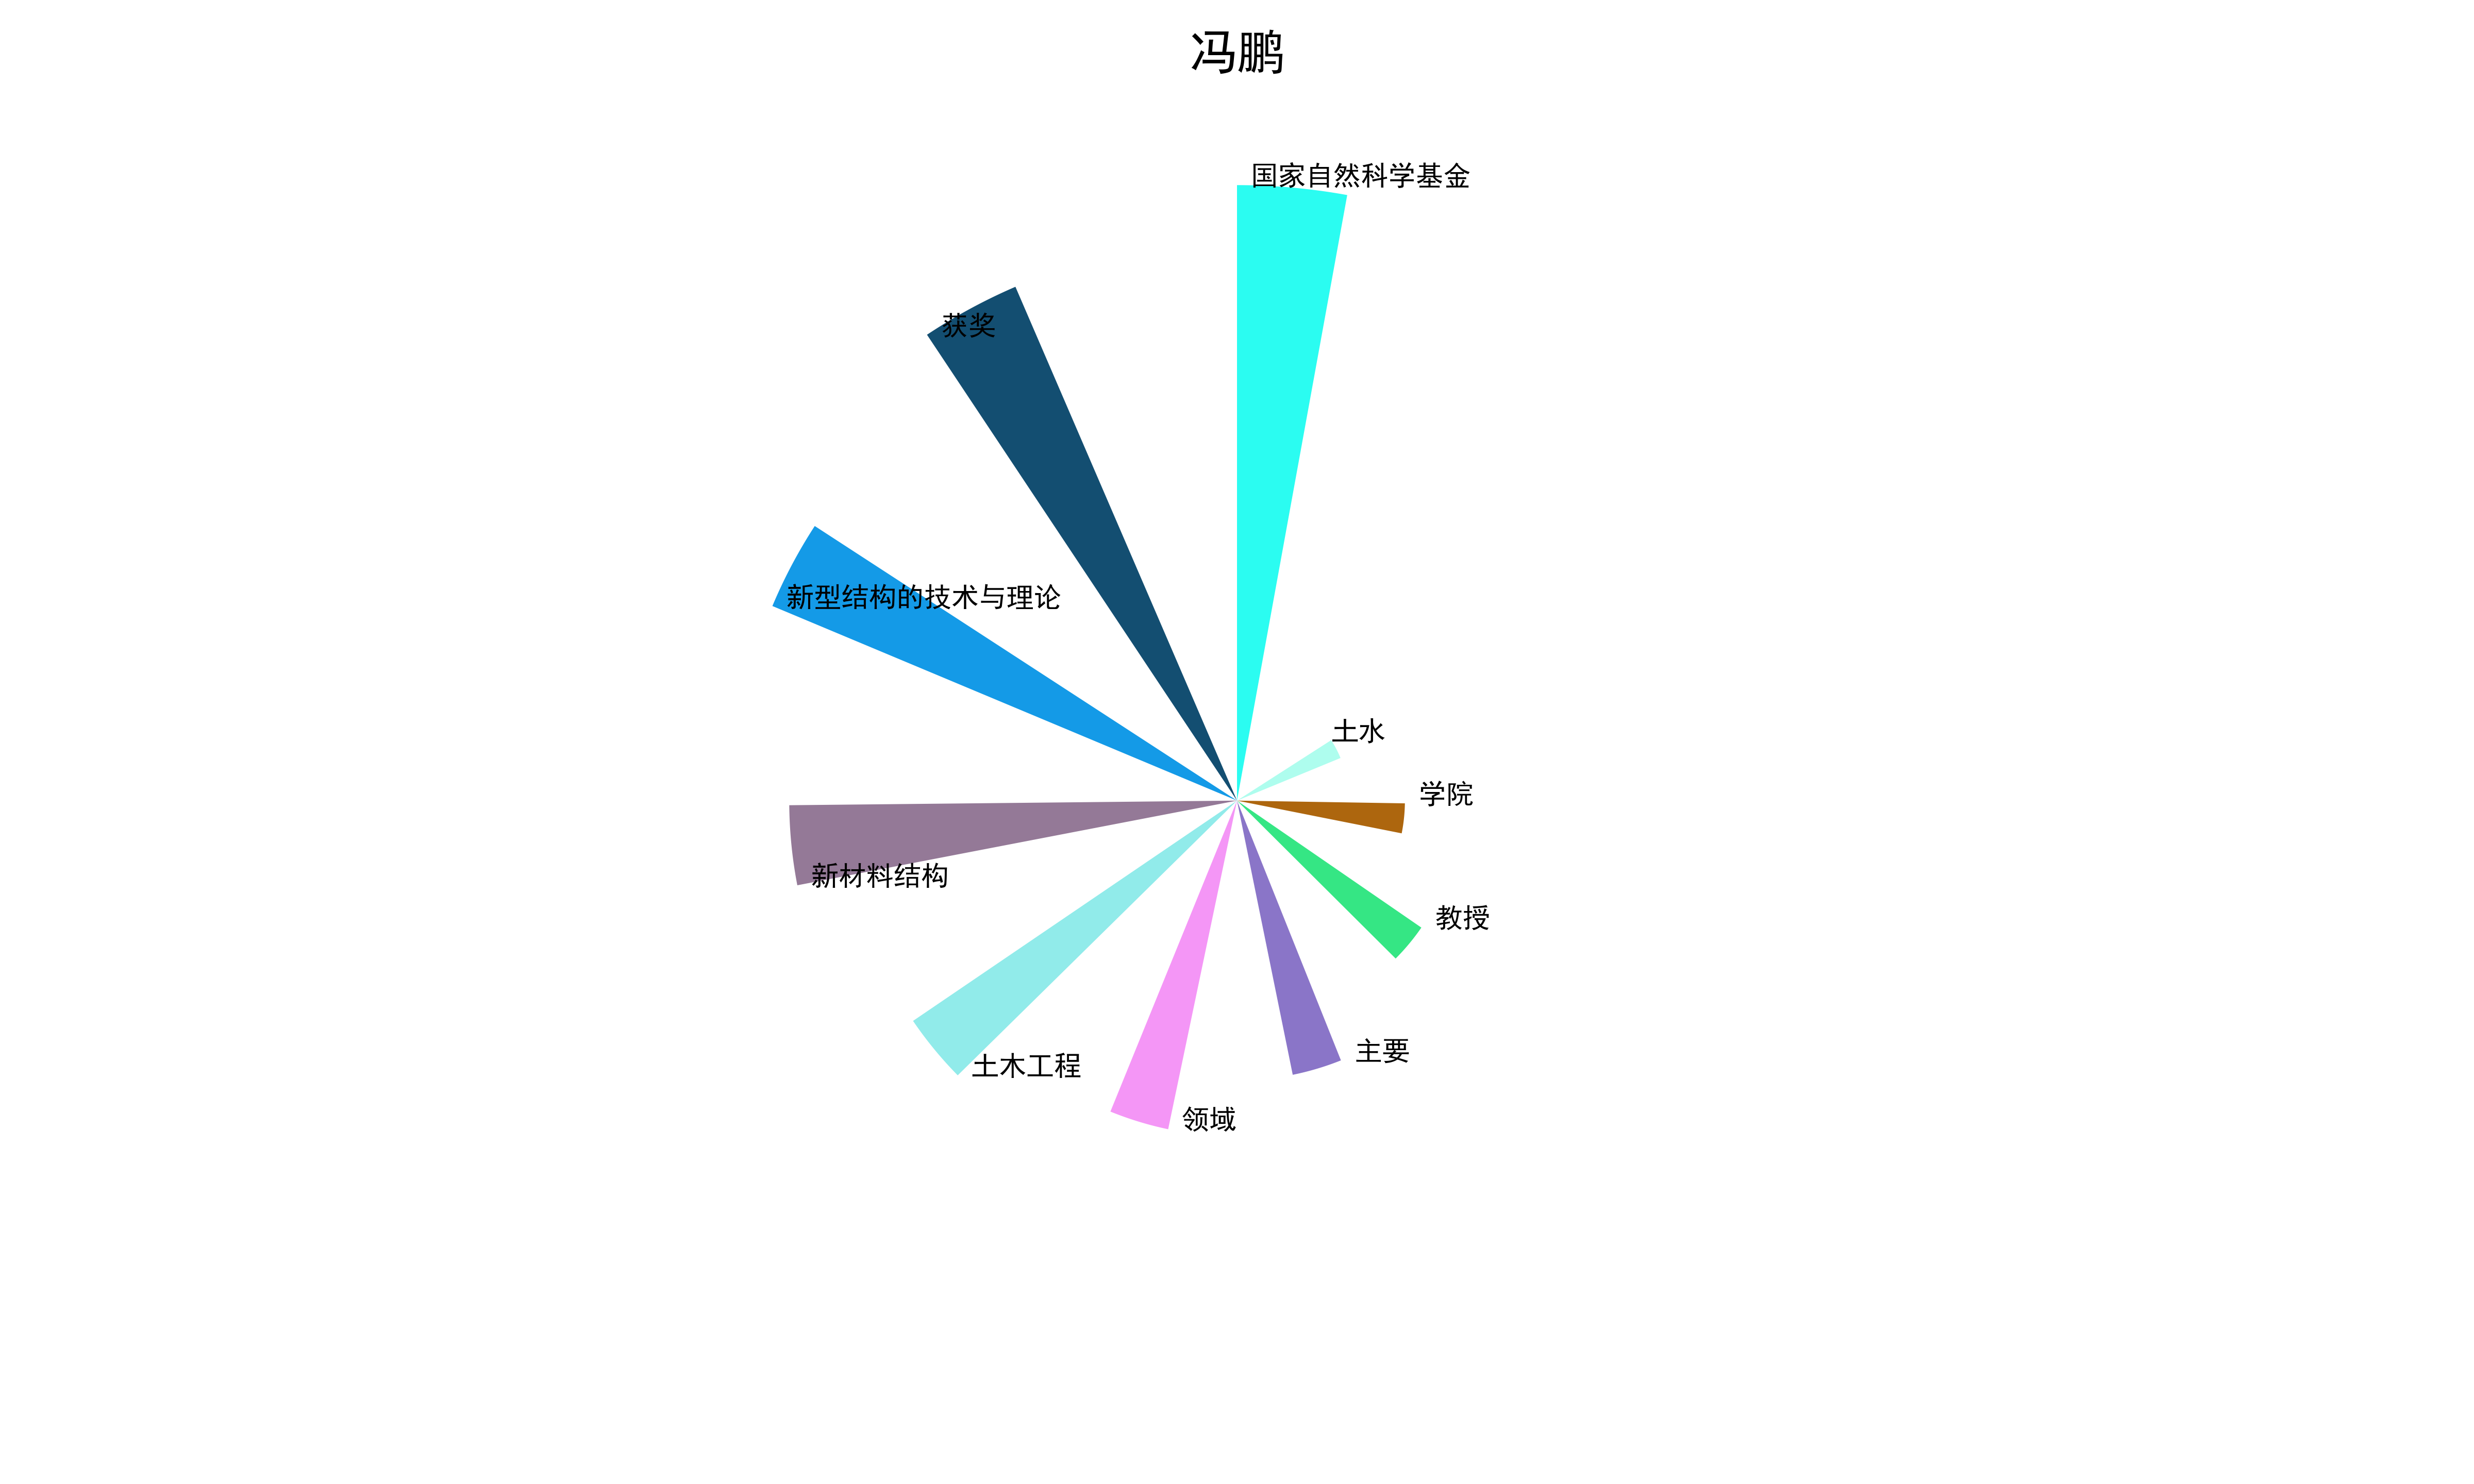 冯鹏
国家自然科学基金
获奖
新型结构的技术与理论
土水
学院
新材料结构
教授
主要
土木工程
领域